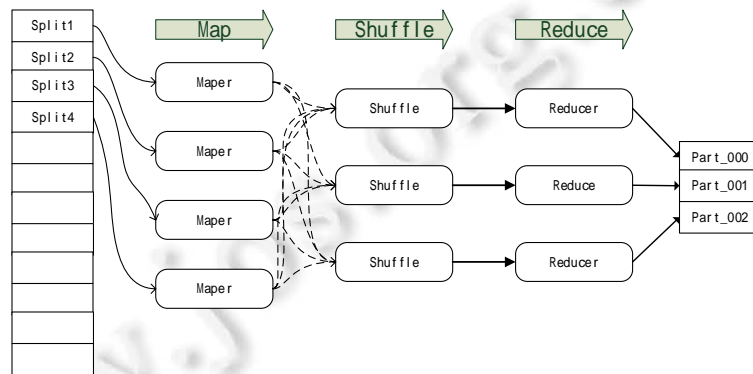 Split1
Split2
Split3
Split4
Map
Shuffle
Reduce
Maper
Maper
Maper
Maper
Shuffle
Shuffle
Shuffle
Reducer
Reduce
Reducer
Part_000
Part_001
Part_002